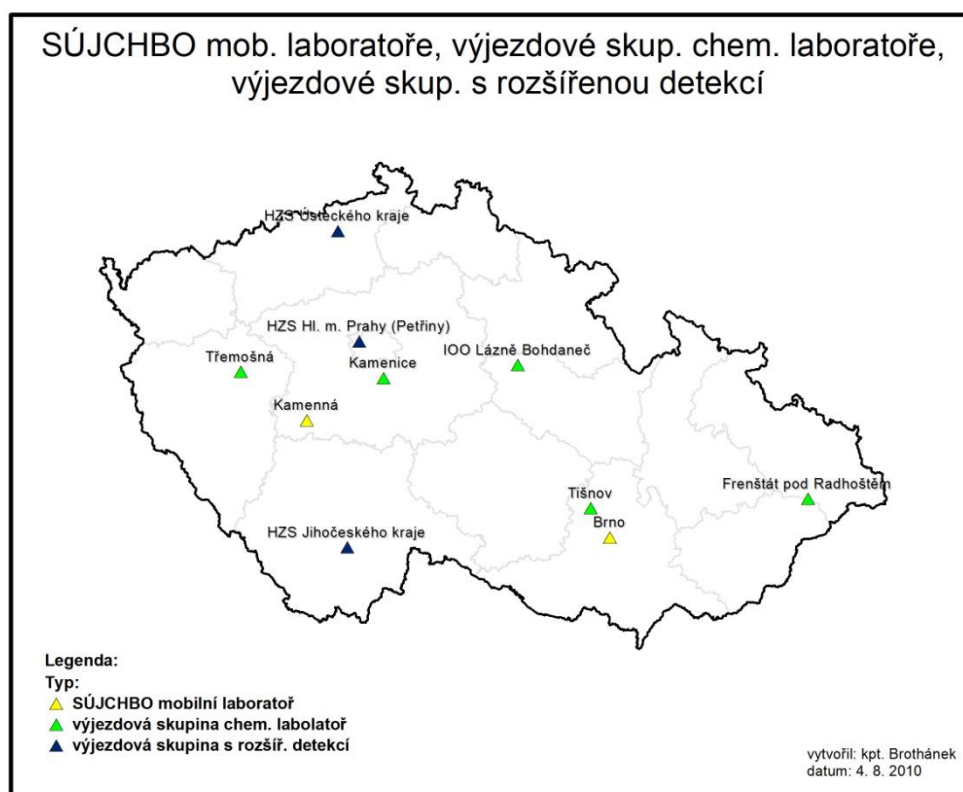 SÚJCHBO mob. laboratoře, výjezdové skup. chem. laboratoře,
výjezdové skup. s rozšířenou detekcí
HZS Ústeckého kraje
HZS Hl. m. Prahy (Petřiny)
Třemošná
Kamenice
IOO Lázně Bohdaneč
Kamenná
Frenštát pod Radhoštěm
Tišnov
Brno
HZS Jihočeského kraje
Legenda:
Typ:
SÚJCHBO mobilní laboratoř
výjezdová skupina chem. labolatoř
výjezdová skupina s rozšíř. detekcí
vytvořil: kpt. Brothánek
datum: 4. 8. 2010